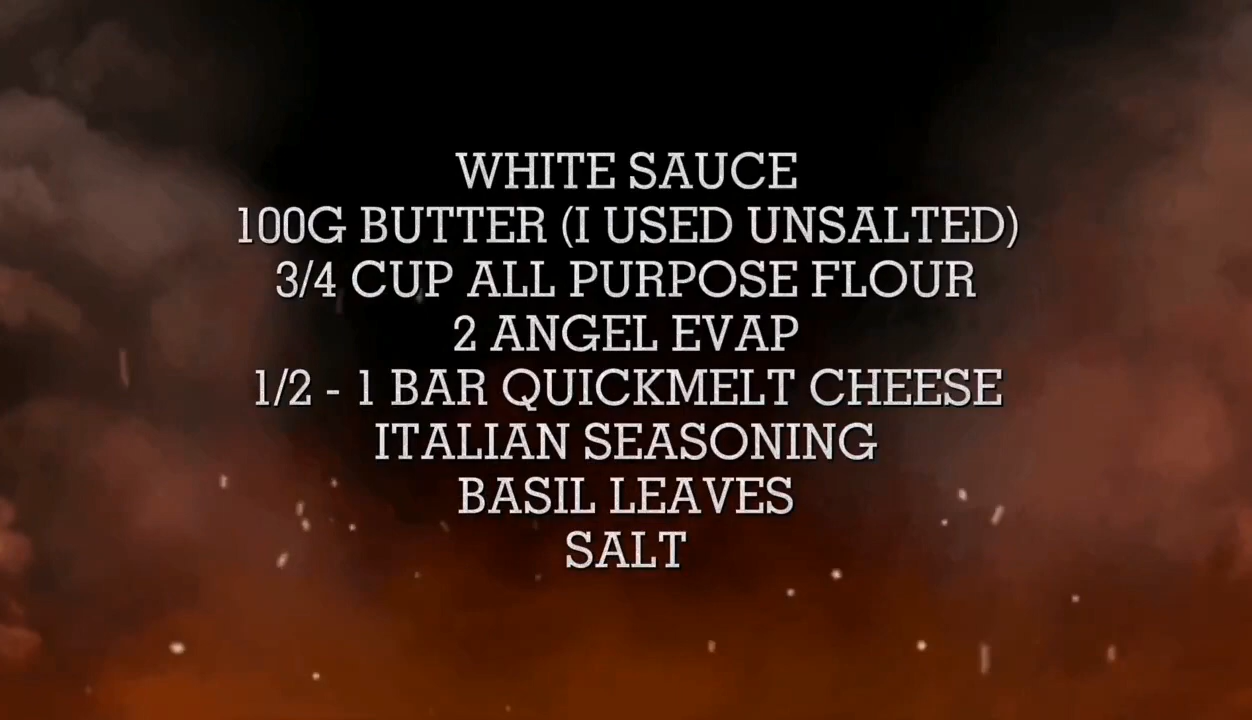 WHITE SAUCE
100G BUTTER (I USED UNSALTED)
3/4 CUP ALL PURPOSE FLOUR
2 ANGEL EVAP
1/2 - 1 BAR QUICKMELT CHEESE
ITALIAN SEASONING
BASIL LEAVES
SALT